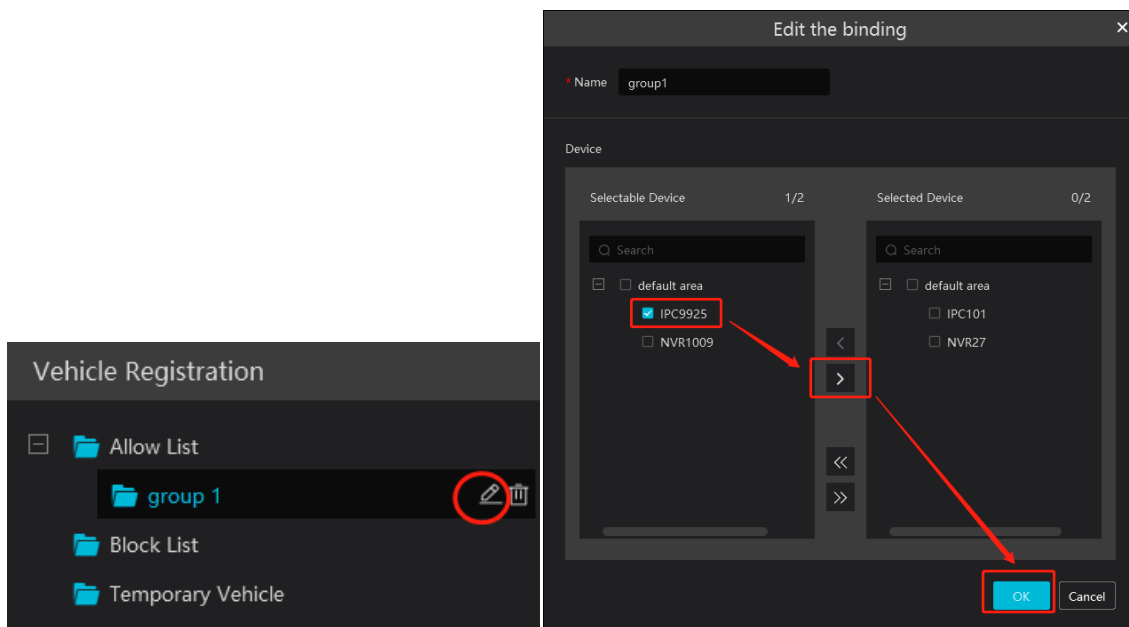 Vehicle Registration
Allow List
group 1
Block List
Temporary Vehicle
Edit the binding
* Name group1
Device
Selectable Device 1/2
Search
default area
IPC9925
NVR1009
Selected Device 0/2
Search
default area
IPC101
NVR27
OK Cancel